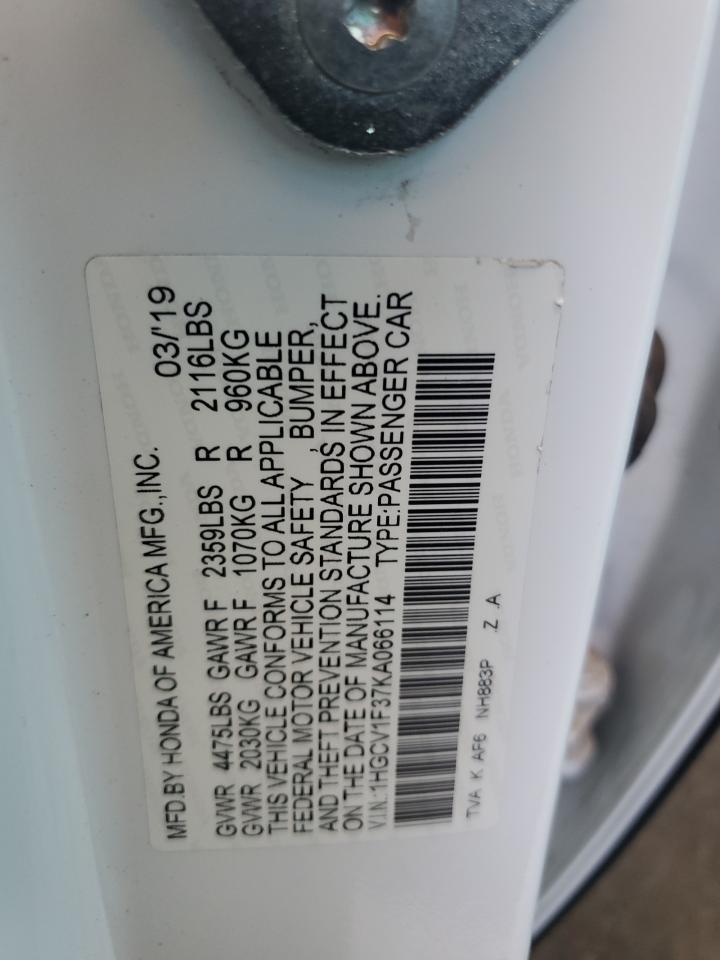 MFD.BY HONDA OF AMERICA MFG.,INC. 03/'19
GVWR 4475LBS GAWR F 2359LBS R 2116LBS
GVWR 2030KG GAWR F 1070KG R 960KG
THIS VEHICLE CONFORMS TO ALL APPLICABLE
FEDERAL MOTOR VEHICLE SAFETY , BUMPER,
AND THEFT PREVENTION STANDARDS IN EFFECT
ON THE DATE OF MANUFACTURE SHOWN ABOVE.
V.I.N.:1HGCV1F37KA066114 TYPE:PASSENGER CAR
TVA K AF6 NH883P Z A